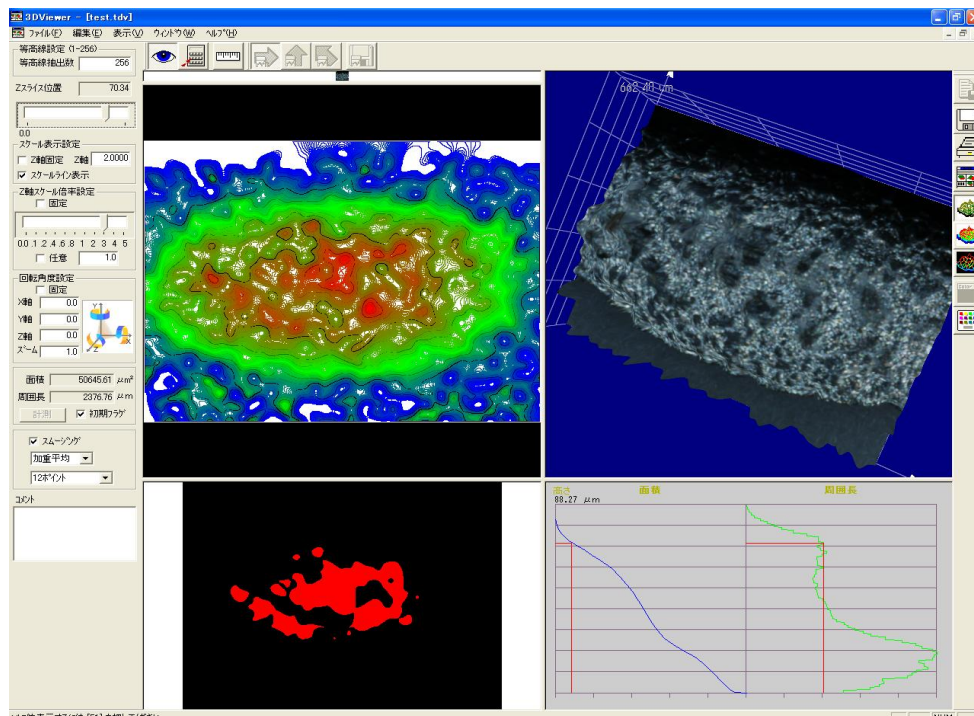 3DViewer - [test.tdv]
ファイル(F) 編集(E) 表示(V) ウィンドウ(W) ヘルプ(H)
等高線設定 (1-256)
等高線抽出数 256
Zスライス位置 70.34
0.0
スケール表示設定
Z軸固定 Z軸 2.0000
スケールライン表示
Z軸スケール倍率設定
固定
0.0 .1 .2 .4 .6 .8 1 2 3 4 5
任意 1.0
回転角度設定
固定
X軸 0.0
Y軸 0.0
Z軸 0.0
ズーム 1.0
Y
X
Z
面積 50645.61 μm²
周囲長 2376.76 μm
計測 初期フラグ
スムージング
加重平均
12ポイント
コメント
662.40 μm
高さ 面積 周囲長
88.27 μm
NUM